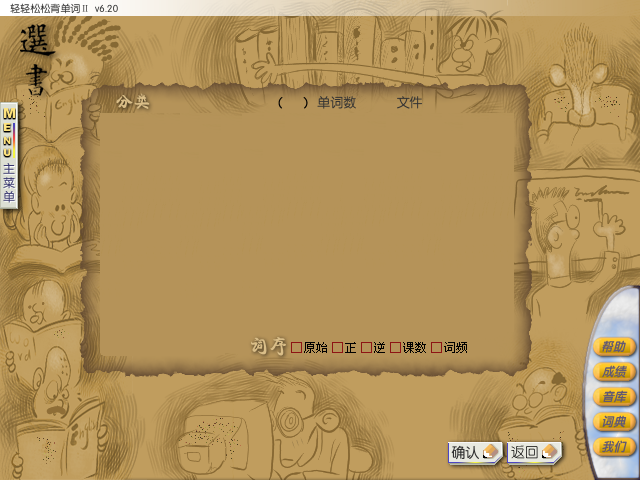 轻轻松松背单词Ⅱ v6.20
選書
MENU
主菜单
分类 ( ) 单词数 文件
词序 原始 正 逆 课数 词频
帮助
成绩
音库
词典
我们
确认 返回